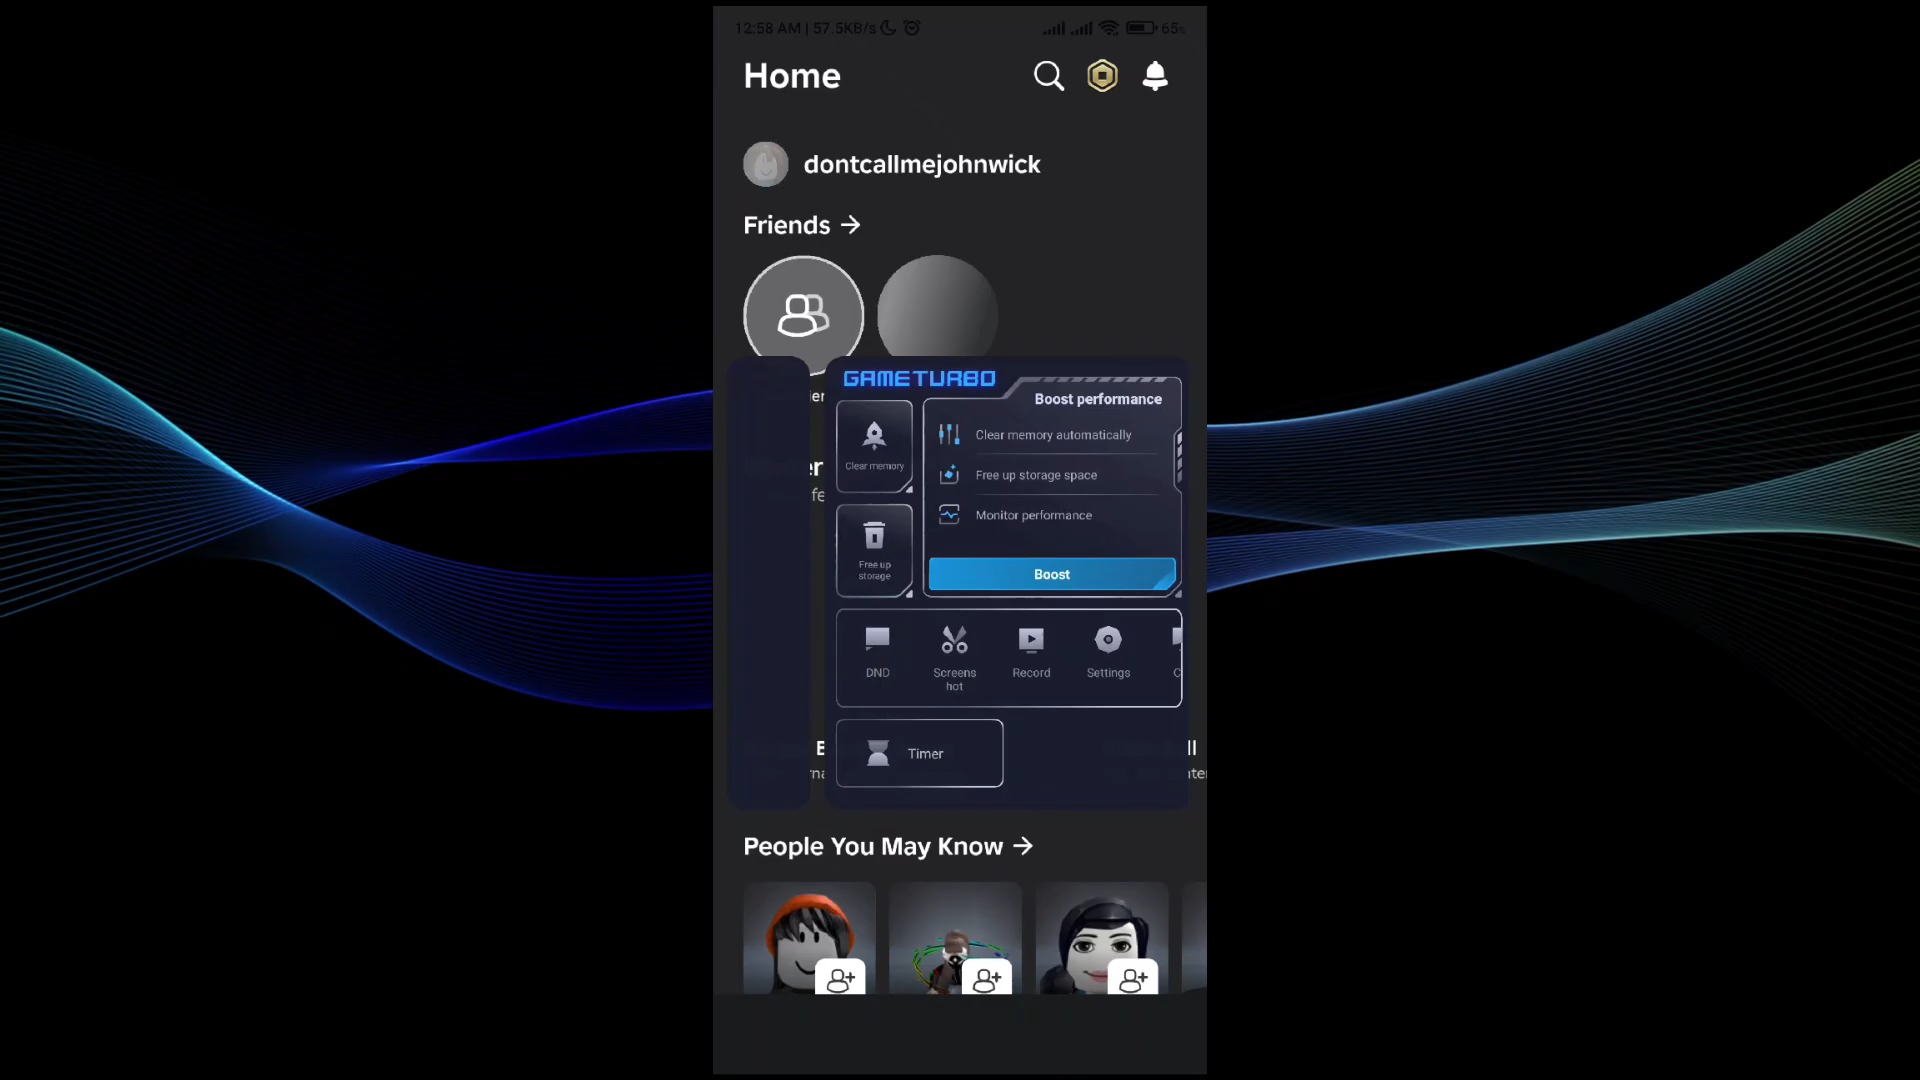 12:58 AM | 57.5KB/s
65%
Home
dontcallmejohnwick
Friends →
GAMETURBO
Boost performance
Clear memory
Clear memory automatically
Free up storage space
Free up
storage
Monitor performance
Boost
DND
Screens
hot
Record
Settings
Timer
People You May Know →